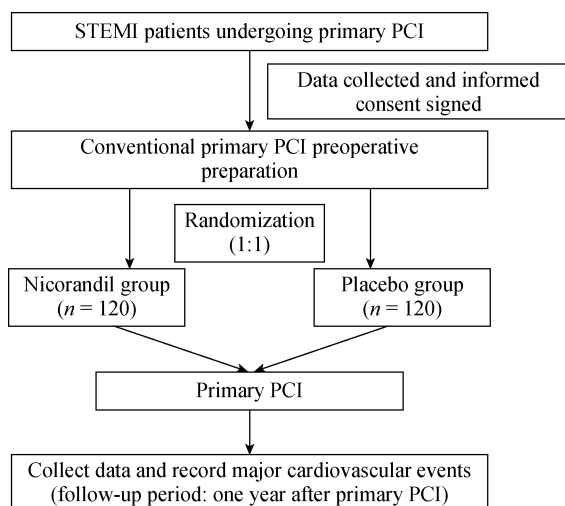 STEMI patients undergoing primary PCI
Data collected and informed
consent signed
Conventional primary PCI preoperative
preparation
Randomization
(1:1)
Nicorandil group
(n = 120)
Placebo group
(n = 120)
Primary PCI
Collect data and record major cardiovascular events
(follow-up period: one year after primary PCI)